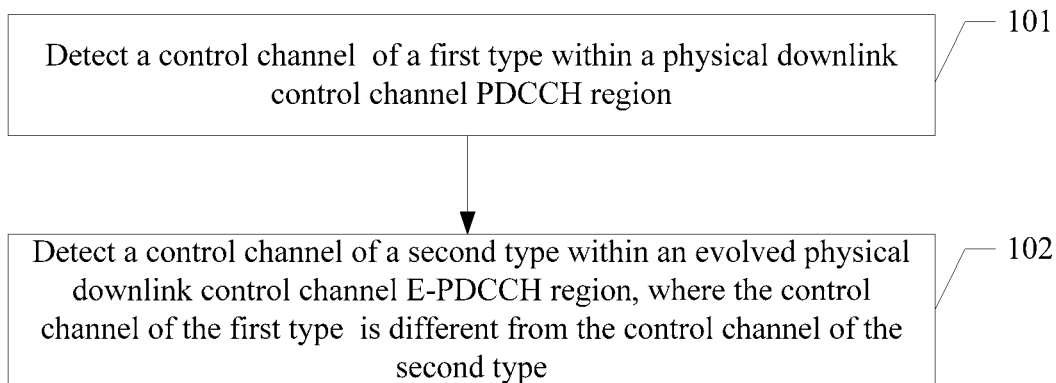 Detect a control channel of a first type within a physical downlink
control channel PDCCH region
101
Detect a control channel of a second type within an evolved physical
downlink control channel E-PDCCH region, where the control
channel of the first type is different from the control channel of the
second type
102